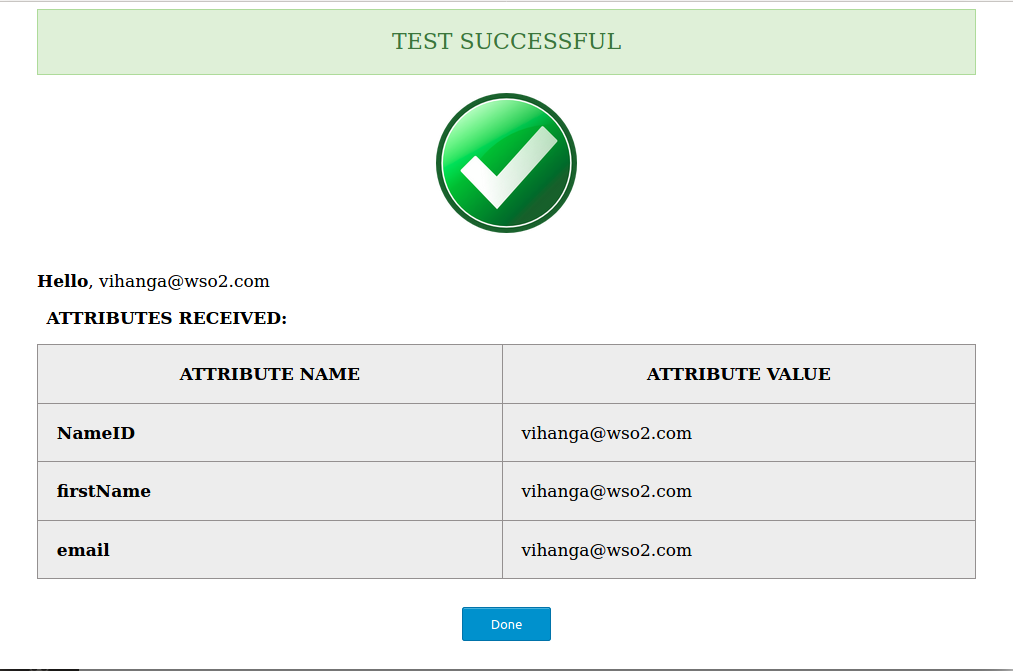 TEST SUCCESSFUL
Hello, vihanga@wso2.com
ATTRIBUTES RECEIVED:
ATTRIBUTE NAME ATTRIBUTE VALUE
NameID vihanga@wso2.com
firstName vihanga@wso2.com
email vihanga@wso2.com
Done